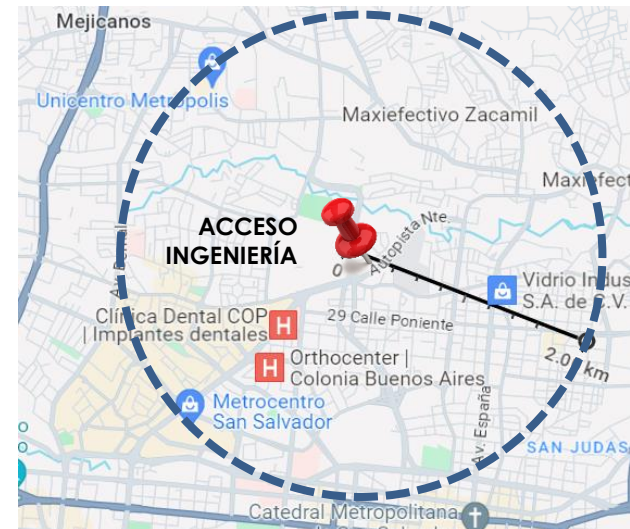 Mejicanos
Unicentro Metropolis
Maxiefectivo Zacamil
Maxiefect
ACCESO
INGENIERÍA
Autopista Nte.
0
Vidrio Indus
S.A. de C.V.
Clínica Dental COP
| Implantes dentales
H
29 Calle Poniente
2.0
km
H
Orthocenter |
Colonia Buenos Aires
Metrocentro
San Salvador
Av. España
SAN JUDAS
Catedral Metropolitana